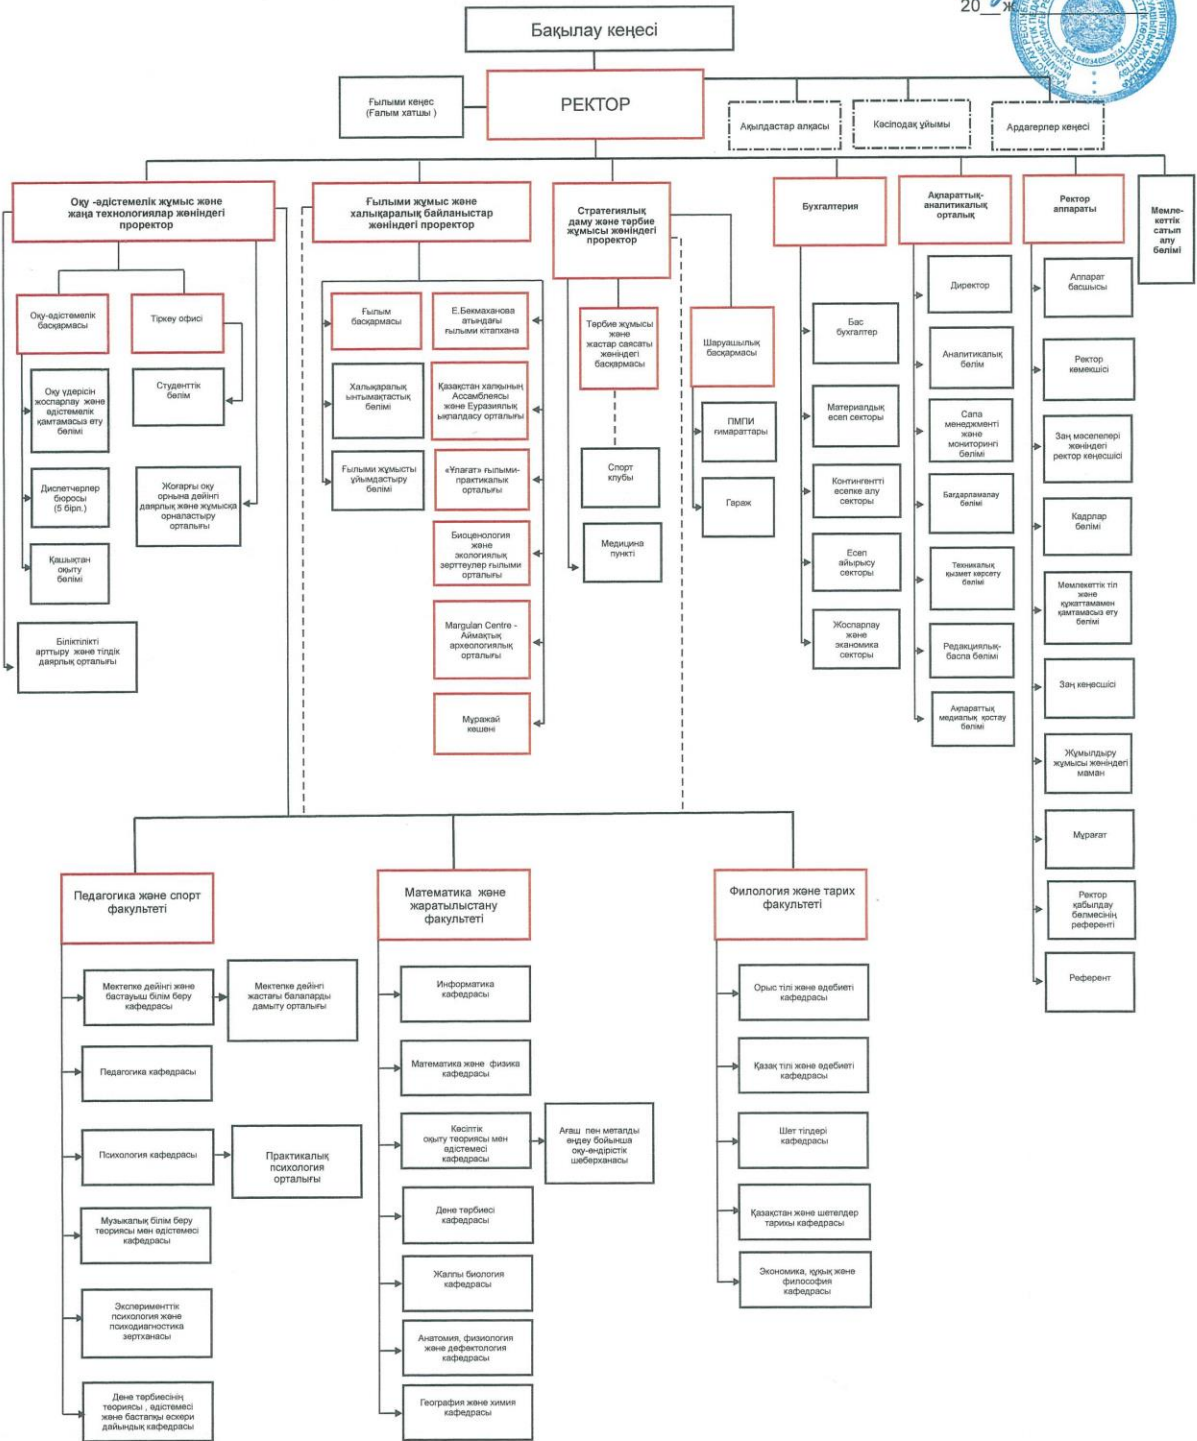 20__ж.
Бақылау кеңесі
Ғылыми кеңес
(Ғалым хатшы )
РЕКТОР
Ақылдастар алқасы
Кәсіподақ ұйымы
Ардагерлер кеңесі
Оқу -әдістемелік жұмыс және
жаңа технологиялар жөніндегі
проректор
Ғылыми жұмыс және
халықаралық байланыстар
жөніндегі проректор
Стратегиялық
даму және тәрбие
жұмысы жөніндегі
проректор
Бухгалтерия
Ақпараттық-
аналитикалық
орталық
Ректор
аппараты
Мемле-
кеттік
сатып
алу
бөлімі
Оқу-әдістемелік
басқармасы
Тіркеу офисі
Оқу үдерісін
жоспарлау және
әдістемелік
қамтамасыз ету
бөлімі
Студенттік
бөлім
Диспетчерлер
бюросы
(5 бірл.)
Жоғарғы оқу
орнына дейінгі
даярлық және жұмысқа
орналастыру
орталығы
Қашықтан
оқыту
бөлімі
Біліктілікті
арттыру және тілдік
даярлық орталығы
Ғылым
басқармасы
Халықаралық
ынтымақтастық
бөлімі
Ғылыми жұмысты
ұйымдастыру
бөлімі
Е.Бекмаханова
атындағы
ғылыми кітапхана
Қазақстан халқының
Ассамблеясы
және Еуразиялық
ықпалдасу орталығы
«Ұлағат» ғылыми-
практикалық
орталығы
Биоценология
және
экологиялық
зерттеулер ғылыми
орталығы
Margulan Centre -
Аймақтық
археологиялық
орталығы
Мұражай
кешені
Тәрбие жұмысы
және
жастар саясаты
жөніндегі
басқармасы
Спорт
клубы
Медицина
пункті
Шаруашылық
басқармасы
ПМПИ
ғимараттары
Гараж
Бас
бухгалтер
Материалдық
есеп секторы
Контингентті
есепке алу
секторы
Есеп
айырысу
секторы
Жоспарлау
және
эканомика
секторы
Директор
Аналитикалық
бөлім
Сапа
менеджменті
және
мониторингі
бөлімі
Бағдарламалау
бөлімі
Техникалық
қызмет көрсету
бөлімі
Редакциялық-
баспа бөлімі
Ақпараттық
медиалық қостау
бөлімі
Аппарат
басшысы
Ректор
көмекшісі
Заң мәселелері
жөніндегі
ректор кеңесшісі
Кадрлар
бөлімі
Мемлекеттік тіл
және
құжаттамамен
қамтамасыз ету
бөлімі
Заң кеңесшісі
Жұмылдыру
жұмысы жөніндегі
маман
Мұрағат
Ректор
қабылдау
бөлмесінің
референті
Референт
Педагогика және спорт
факультеті
Мектепке дейінгі және
бастауыш білім беру
кафедрасы
Мектепке дейінгі
жастағы балаларды
дамыту орталығы
Педагогика кафедрасы
Психология кафедрасы
Практикалық
психология
орталығы
Музыкалық білім беру
теориясы мен әдістемесі
кафедрасы
Эксперименттік
психология және
психодиагностика
зертханасы
Дене тәрбиесінің
теориясы , әдістемесі
және бастапқы әскери
дайындық кафедрасы
Математика және
жаратылыстану
факультеті
Информатика
кафедрасы
Математика және физика
кафедрасы
Кәсіптік
оқыту теориясы мен
әдістемесі
кафедрасы
Ағаш пен металды
өңдеу бойынша
оқу-өндірістік
шеберханасы
Дене тәрбиесі
кафедрасы
Жалпы биология
кафедрасы
Анатомия, физиология
және дефектология
кафедрасы
География және химия
кафедрасы
Филология және тарих
факультеті
Орыс тілі және әдебиеті
кафедрасы
Қазақ тілі және әдебиеті
кафедрасы
Шет тілдері
кафедрасы
Қазақстан және шетелдер
тарихы кафедрасы
Экономика, құқық және
философия
кафедрасы